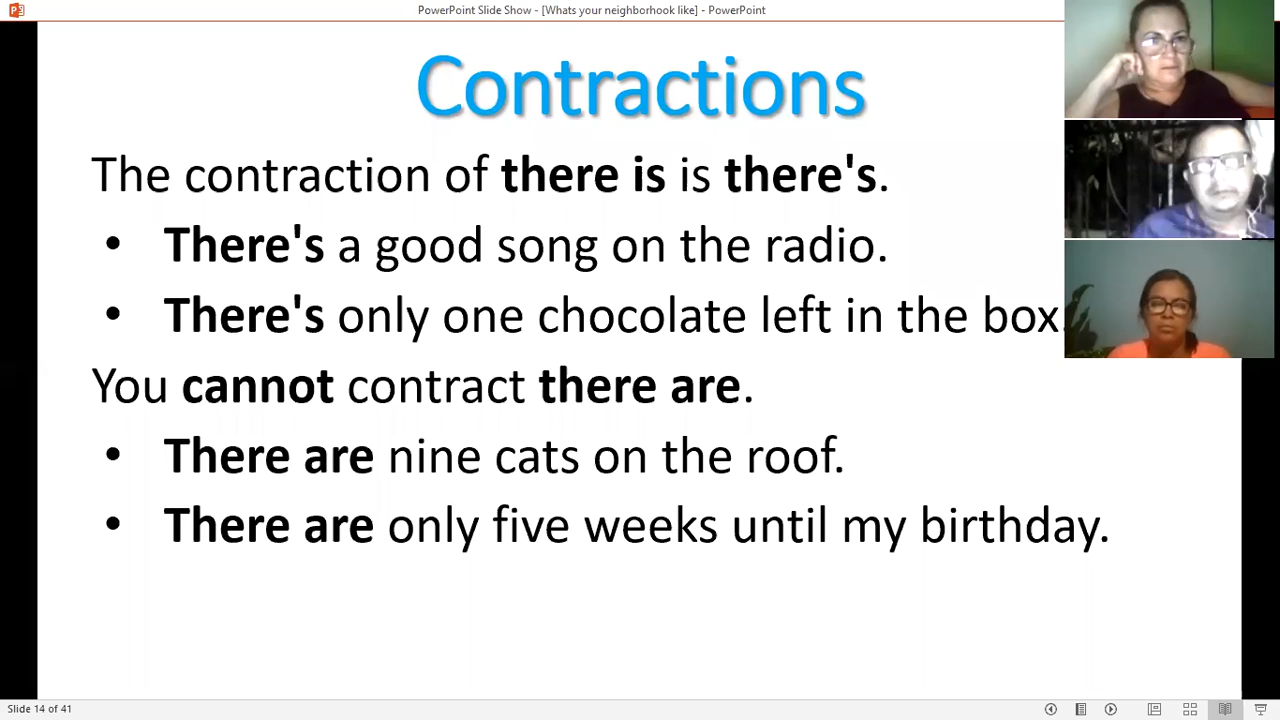 PowerPoint Slide Show - [Whats your neighborhook like] - PowerPoint
Contractions
The contraction of there is is there's.
• There's a good song on the radio.
• There's only one chocolate left in the box.
You cannot contract there are.
• There are nine cats on the roof.
• There are only five weeks until my birthday.
Slide 14 of 41